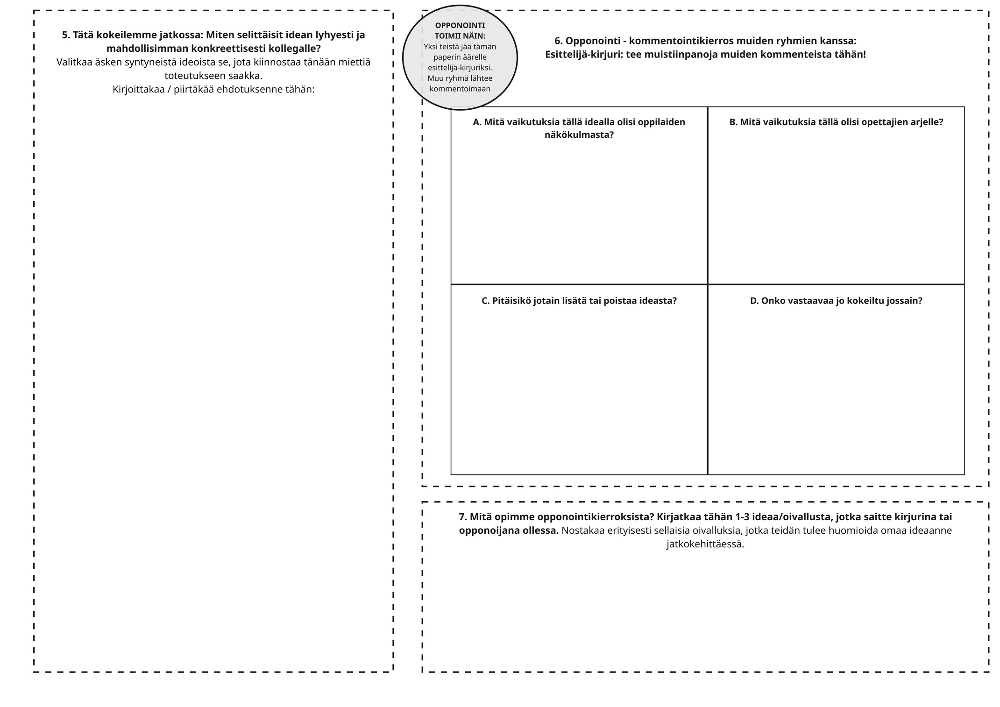 5. Tätä kokeilemme jatkossa: Miten selittäisit idean lyhyesti ja
mahdollisimman konkreettisesti kollegalle?
Valitkaa äsken syntyneistä ideoista se, jota kiinnostaa tänään miettiä
toteutukseen saakka.
Kirjoittakaa / piirtäkää ehdotuksenne tähän:
OPPONOINTI
TOIMII NÄIN:
Yksi teistä jää tämän
paperin äärelle
esittelijä-kirjuriksi.
Muu ryhmä lähtee
kommentoimaan
6. Opponointi - kommentointikierros muiden ryhmien kanssa:
Esittelijä-kirjuri: tee muistiinpanoja muiden kommenteista tähän!
A. Mitä vaikutuksia tällä idealla olisi oppilaiden
näkökulmasta?
B. Mitä vaikutuksia tällä olisi opettajien arjelle?
C. Pitäisikö jotain lisätä tai poistaa ideasta?
D. Onko vastaavaa jo kokeiltu jossain?
7. Mitä opimme opponointikierroksista? Kirjatkaa tähän 1-3 ideaa/oivallusta, jotka saitte kirjurina tai
opponoijana ollessa. Nostakaa erityisesti sellaisia oivalluksia, jotka teidän tulee huomioida omaa ideaanne
jatkokehittäessä.